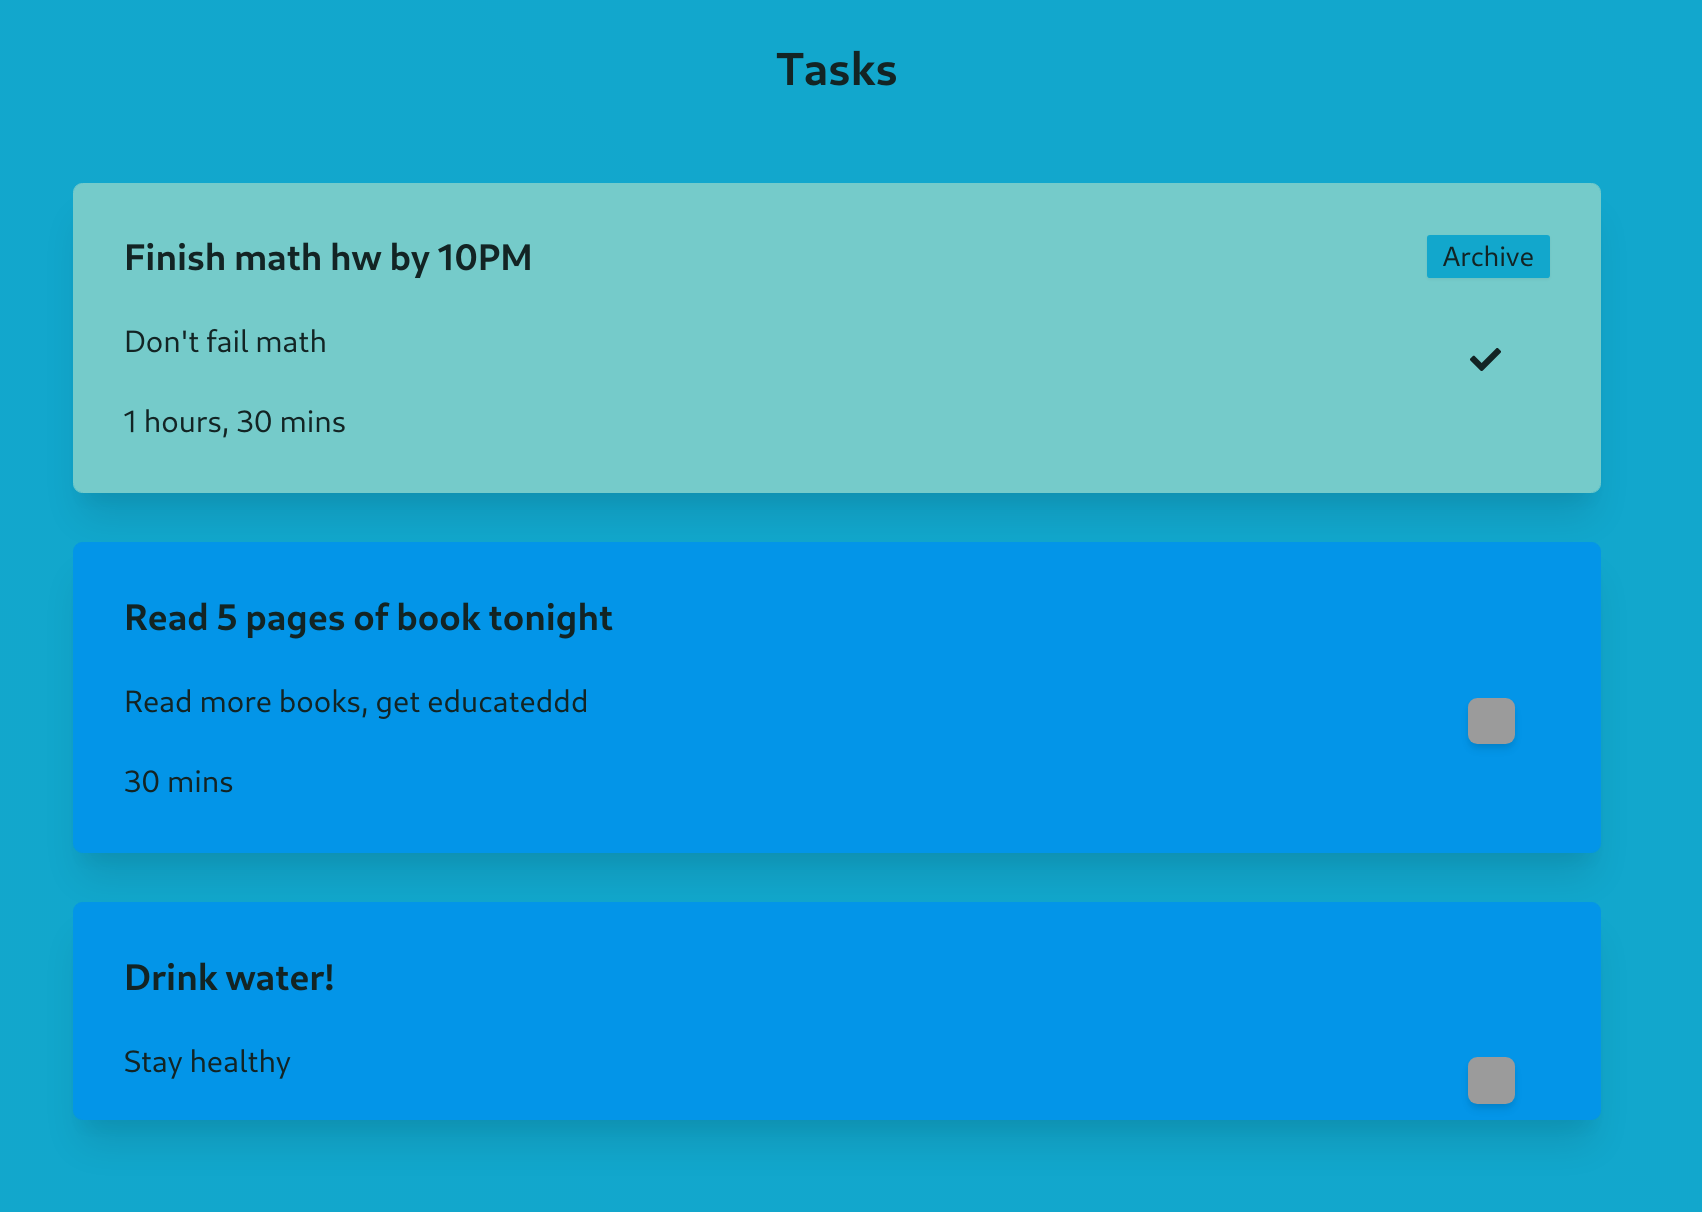 Tasks
Finish math hw by 10PM
Archive
Don't fail math
1 hours, 30 mins
Read 5 pages of book tonight
Read more books, get educateddd
30 mins
Drink water!
Stay healthy